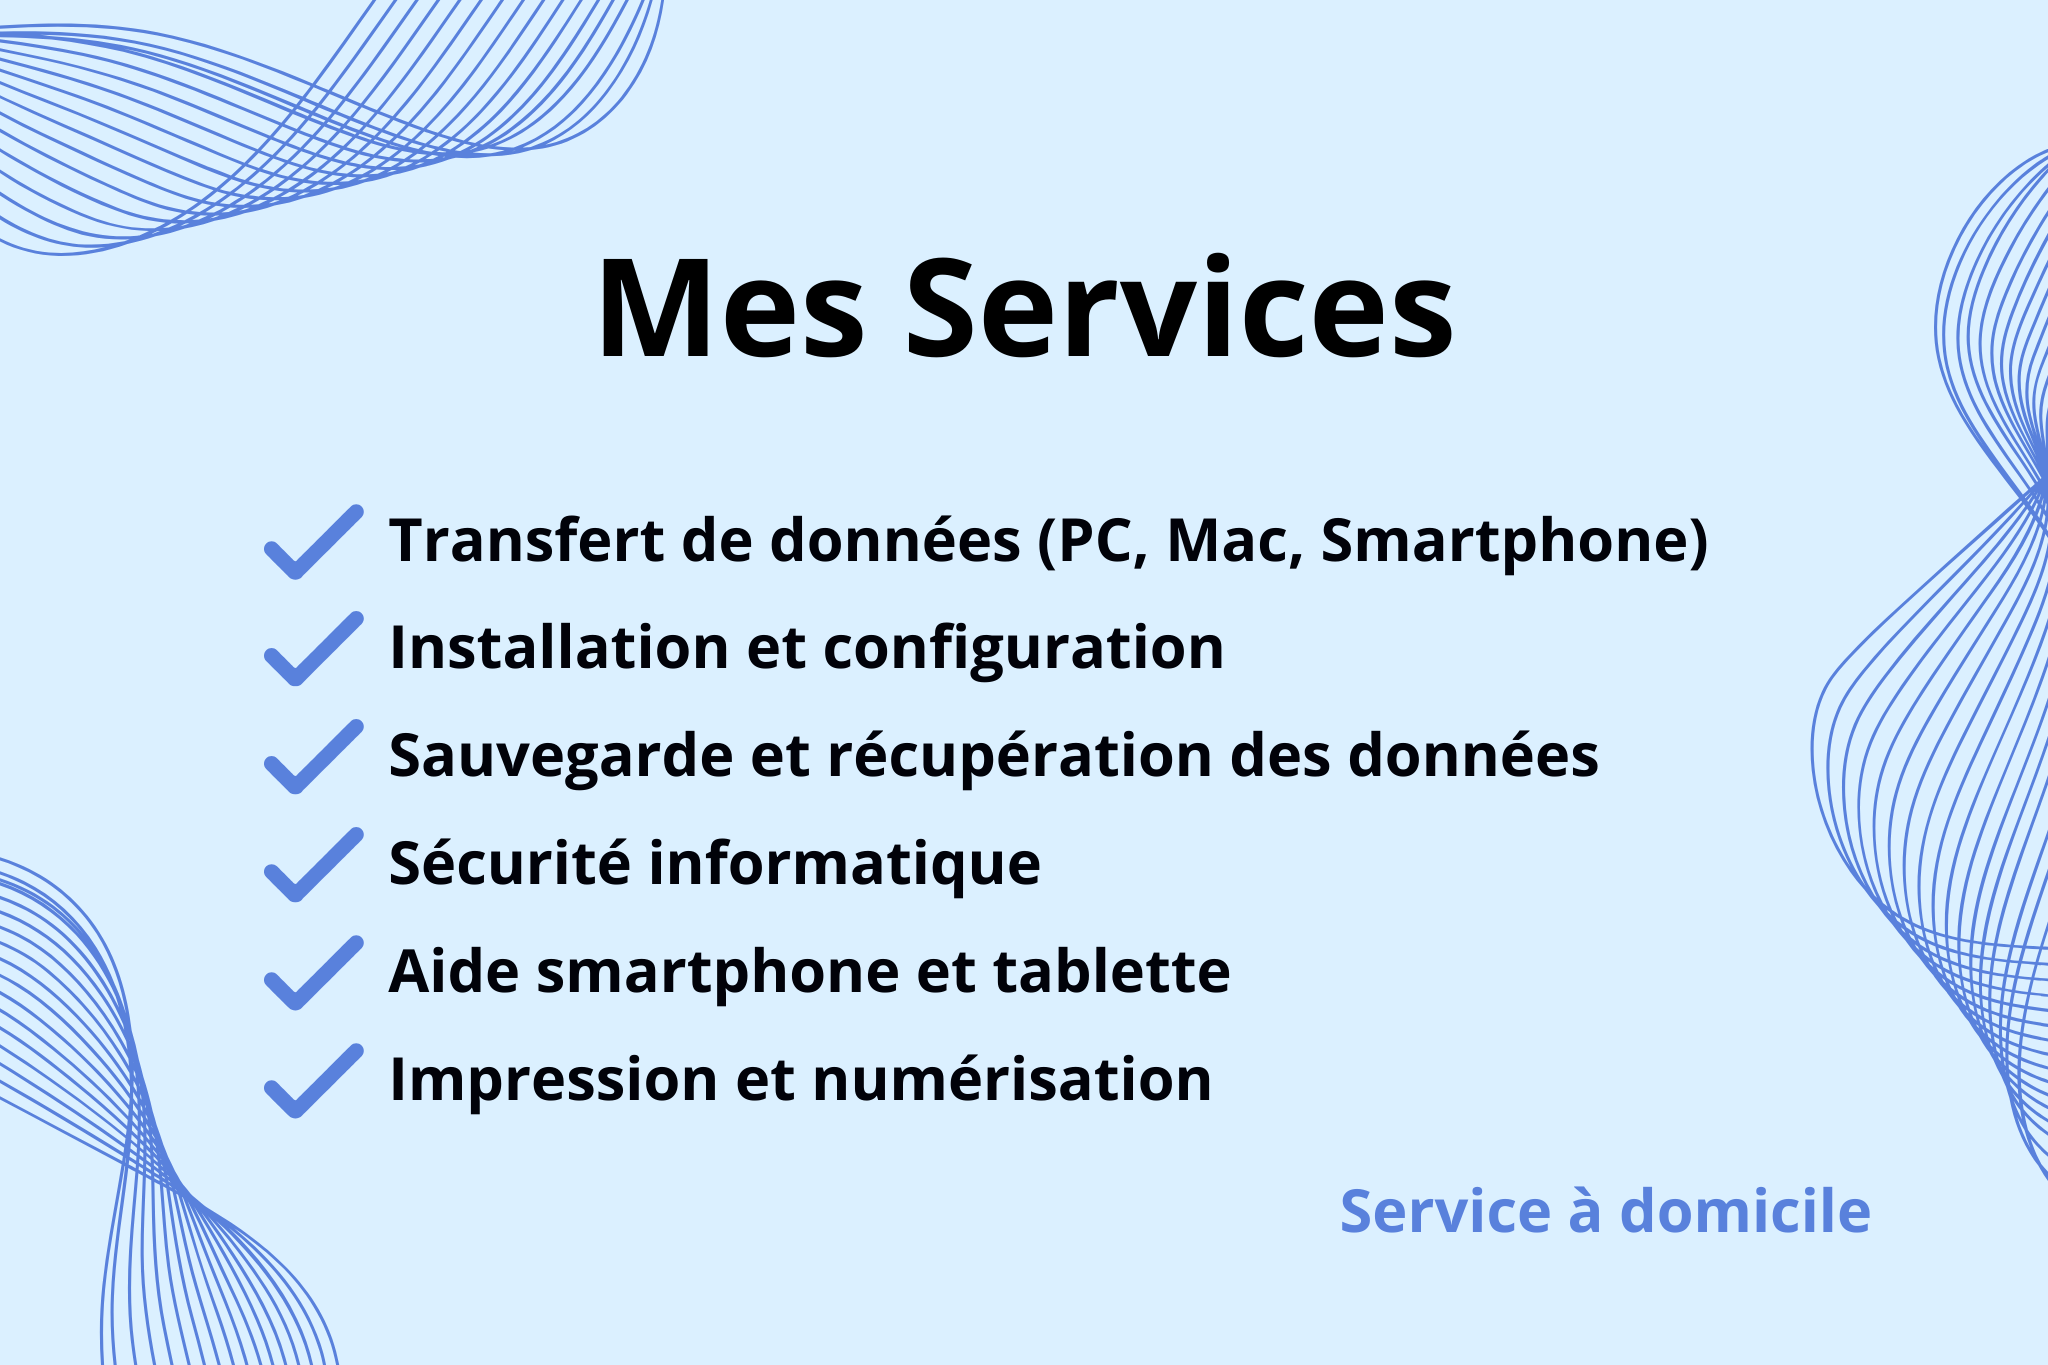 Mes Services
Transfert de données (PC, Mac, Smartphone)
Installation et configuration
Sauvegarde et récupération des données
Sécurité informatique
Aide smartphone et tablette
Impression et numérisation
Service à domicile